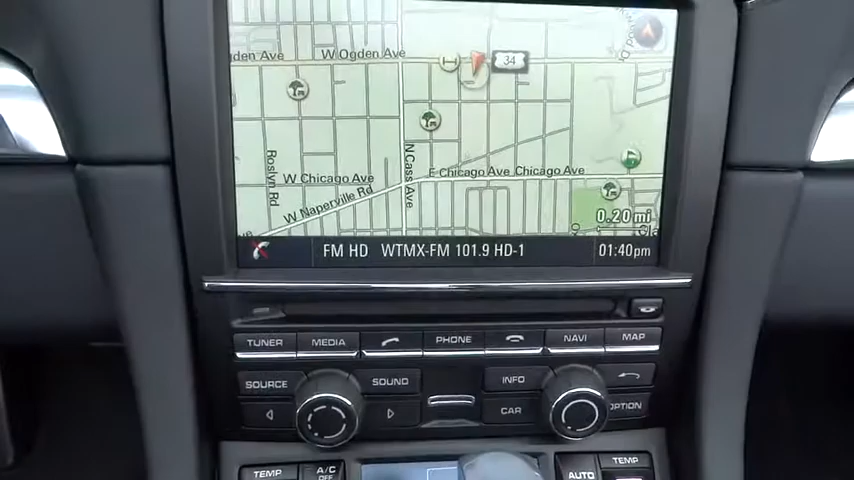 Ogden Ave
W Ogden Ave
34
H
W Chicago Ave
E Chicago Ave
Chicago Ave
Roslyn Rd
N Cass Ave
W Naperville Rd
0.20 mi
FM HD WTMX-FM 101.9 HD-1 01:40pm
TUNER MEDIA PHONE NAVI MAP
SOURCE SOUND INFO
CAR OPTION
TEMP A/C OFF AUTO TEMP